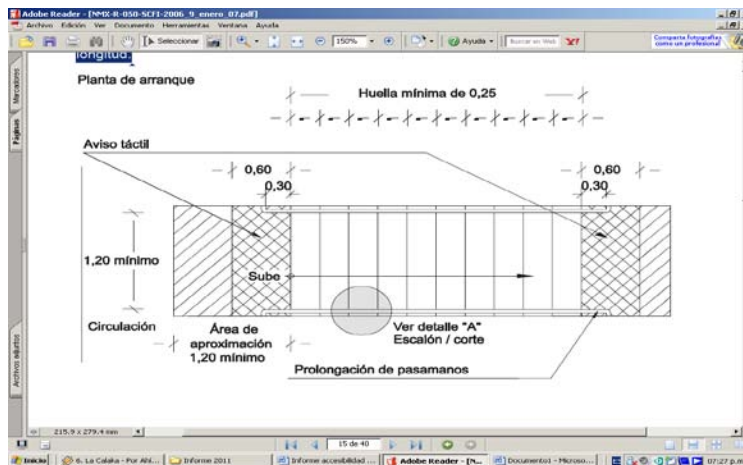 Adobe Reader - [NMX-R-050-SCFI-2006_9_enero_07.pdf]
Archivo Edición Ver Documento Herramientas Ventana Ayuda
Seleccionar 150% Ayuda Buscar en Web Y! Comparta fotografías como un profesional
Marcadores
Páginas
Archivos adjuntos
longitud.
Planta de arranque
Huella mínima de 0,25
Aviso táctil
0,60 0,60
0,30 0,30
1,20 mínimo
Sube
Circulación
Área de
aproximación
1,20 mínimo
Ver detalle "A"
Escalón / corte
Prolongación de pasamanos
215.9 x 279.4 mm
15 de 40
Inicio 6. La Calaka - Por Ahí... Informe 2011 Informe accesibilidad ... Adobe Reader - [N... Documento1 - Microso... 07:27 p.m.